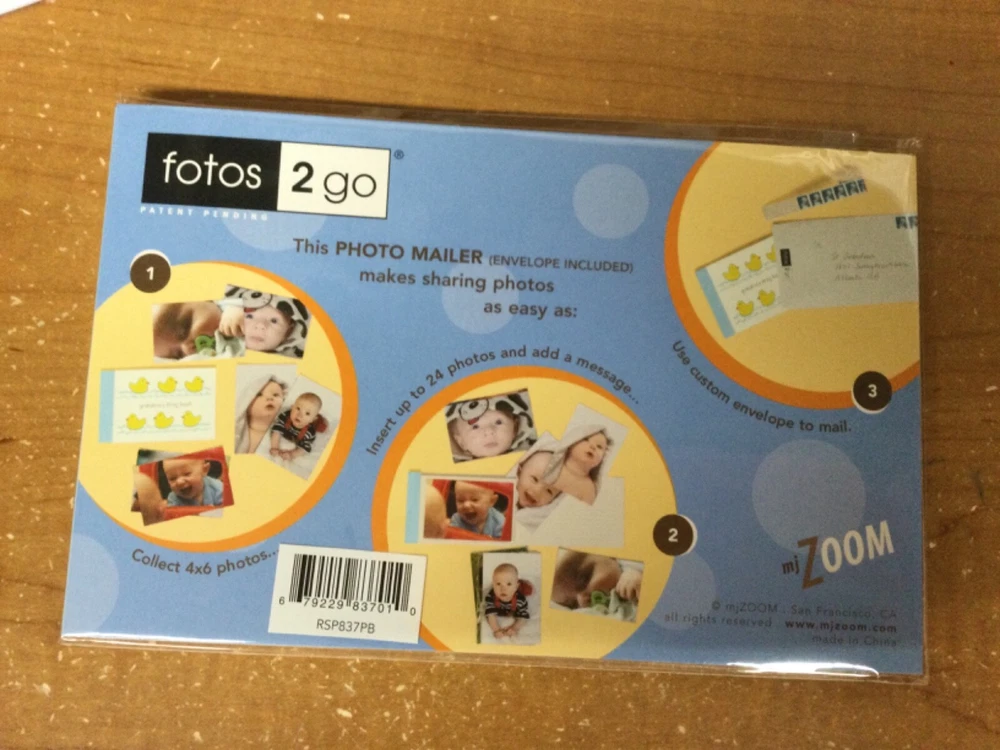 fotos 2 go ®
PATENT PENDING
This PHOTO MAILER (ENVELOPE INCLUDED)
makes sharing photos
as easy as:
1
Collect 4x6 photos...
Insert up to 24 photos and add a message...
2
Use custom envelope to mail.
3
6 79229 83701 0
RSP837PB
mjZOOM
© mjZOOM . San Francisco, CA
all rights reserved www.mjzoom.com
made in China